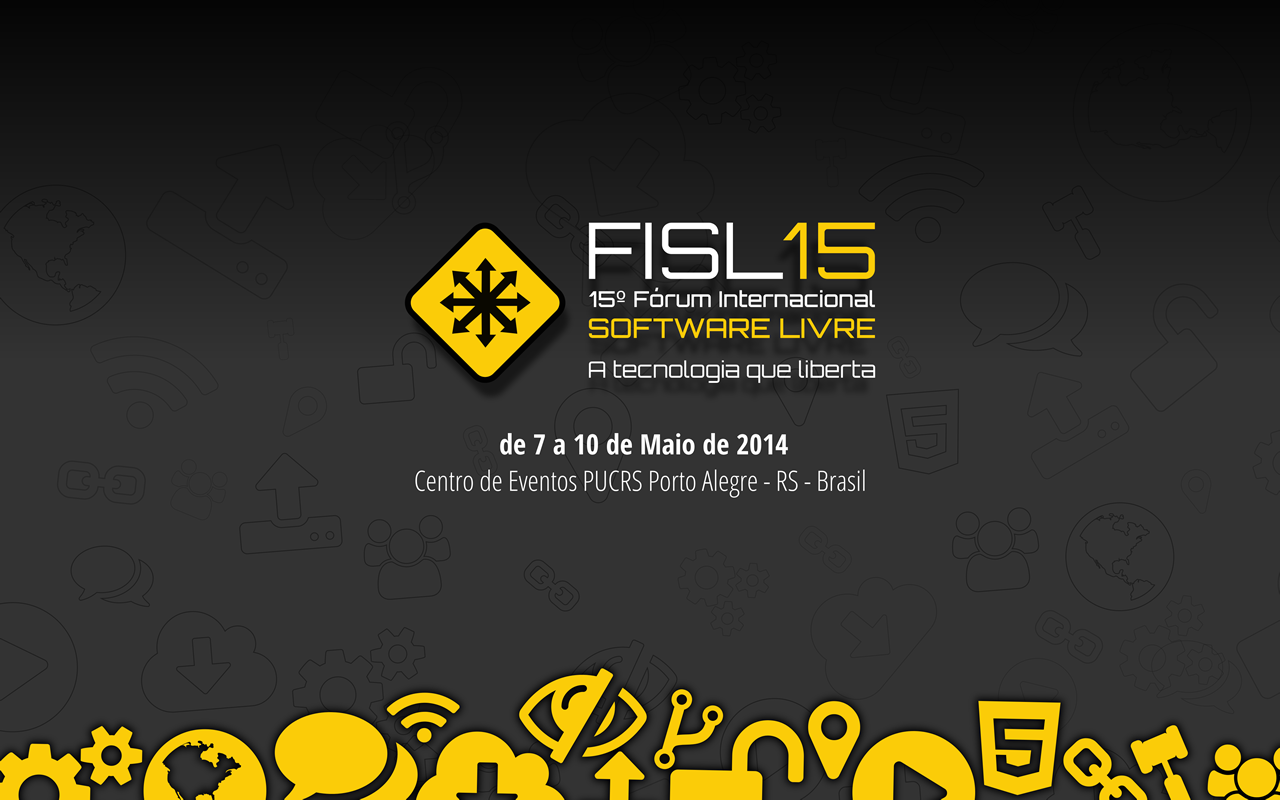 FISL15
15º Fórum Internacional
SOFTWARE LIVRE
A tecnologia que liberta
de 7 a 10 de Maio de 2014
Centro de Eventos PUCRS Porto Alegre - RS - Brasil